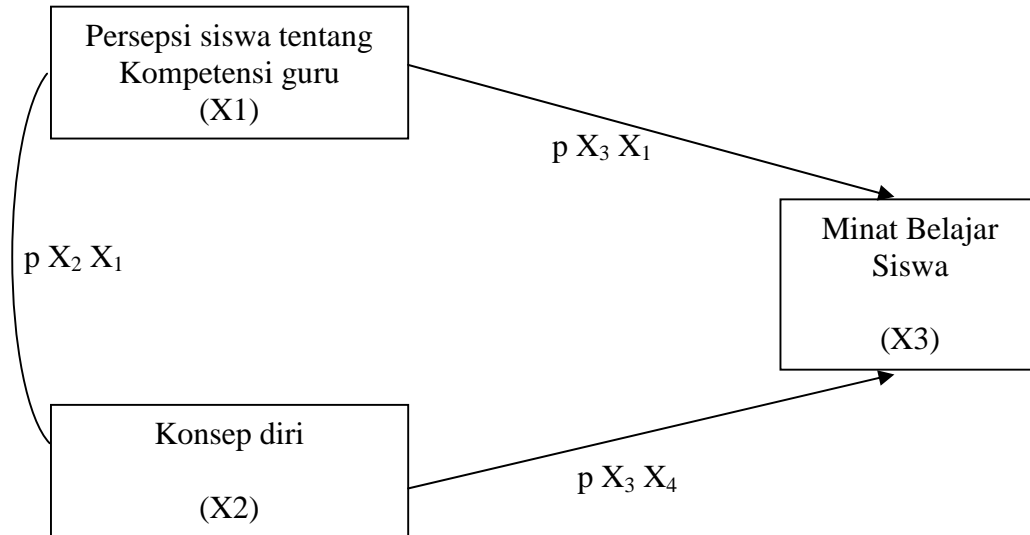 Persepsi siswa tentang
Kompetensi guru
(X1)
p X₃ X₁
Minat Belajar
Siswa
(X3)
p X₂ X₁
Konsep diri
(X2)
p X₃ X₄